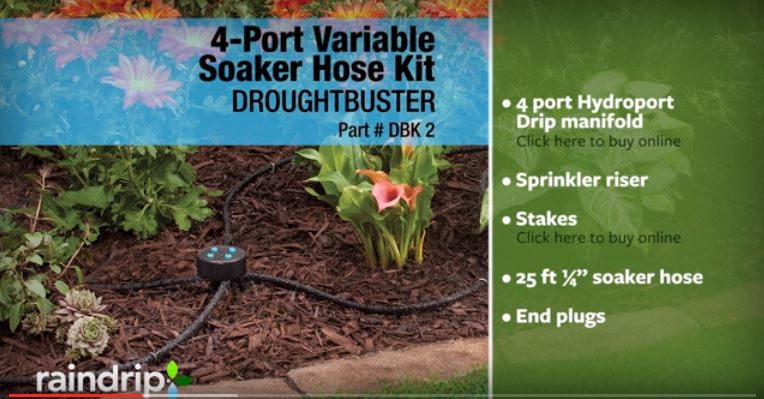 4-Port Variable
Soaker Hose Kit
DROUGHTBUSTER
Part # DBK 2
• 4 port Hydroport
Drip manifold
Click here to buy online
• Sprinkler riser
• Stakes
Click here to buy online
• 25 ft ¼” soaker hose
• End plugs
raindrip